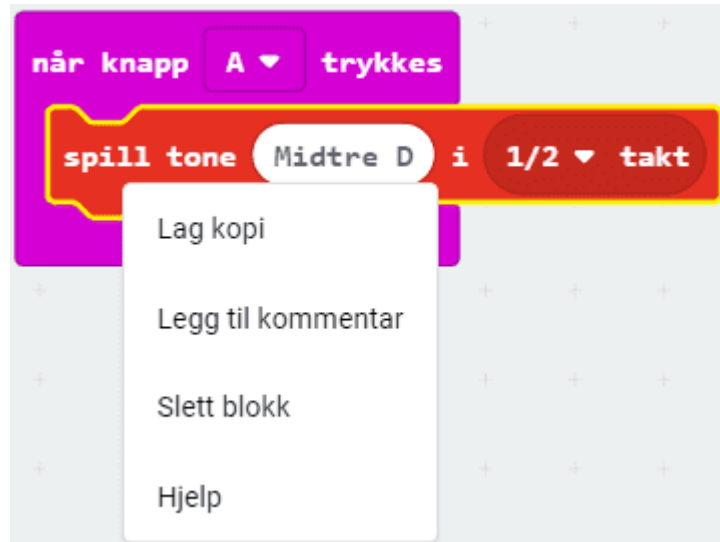 når knapp A trykkes
spill tone Midtre D i 1/2 takt
Lag kopi
Legg til kommentar
Slett blokk
Hjelp